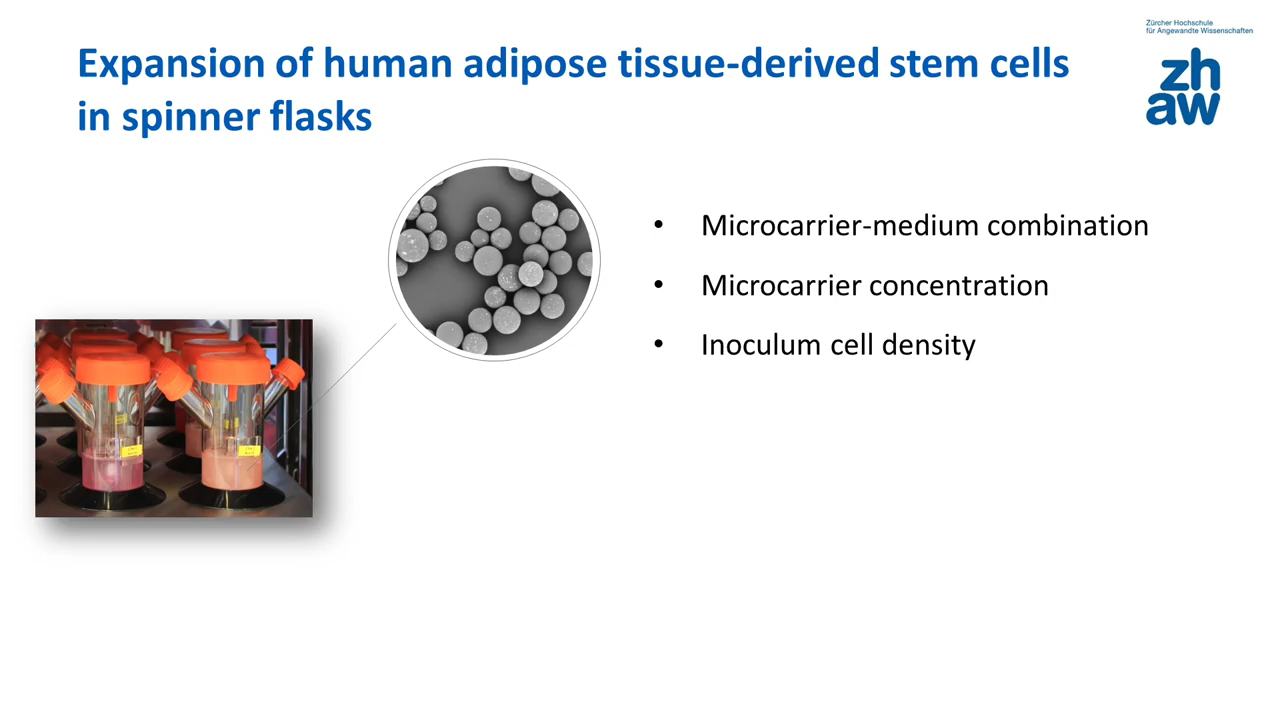 Zürcher Hochschule
für Angewandte Wissenschaften
zh
aw
Expansion of human adipose tissue-derived stem cells
in spinner flasks
• Microcarrier-medium combination
• Microcarrier concentration
• Inoculum cell density